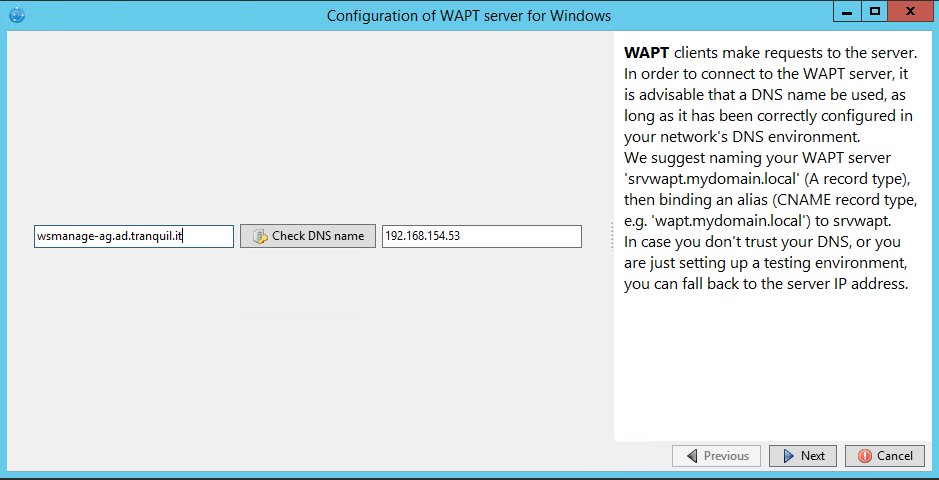 Configuration of WAPT server for Windows
WAPT clients make requests to the server.
In order to connect to the WAPT server, it
is advisable that a DNS name be used, as
long as it has been correctly configured in
your network's DNS environment.
We suggest naming your WAPT server
'srvwapt.mydomain.local' (A record type),
then binding an alias (CNAME record type,
e.g. 'wapt.mydomain.local') to srvwapt.
In case you don't trust your DNS, or you
are just setting up a testing environment,
you can fall back to the server IP address.
wsmanage-ag.ad.tranquil.it
Check DNS name
192.168.154.53
Previous
Next
Cancel